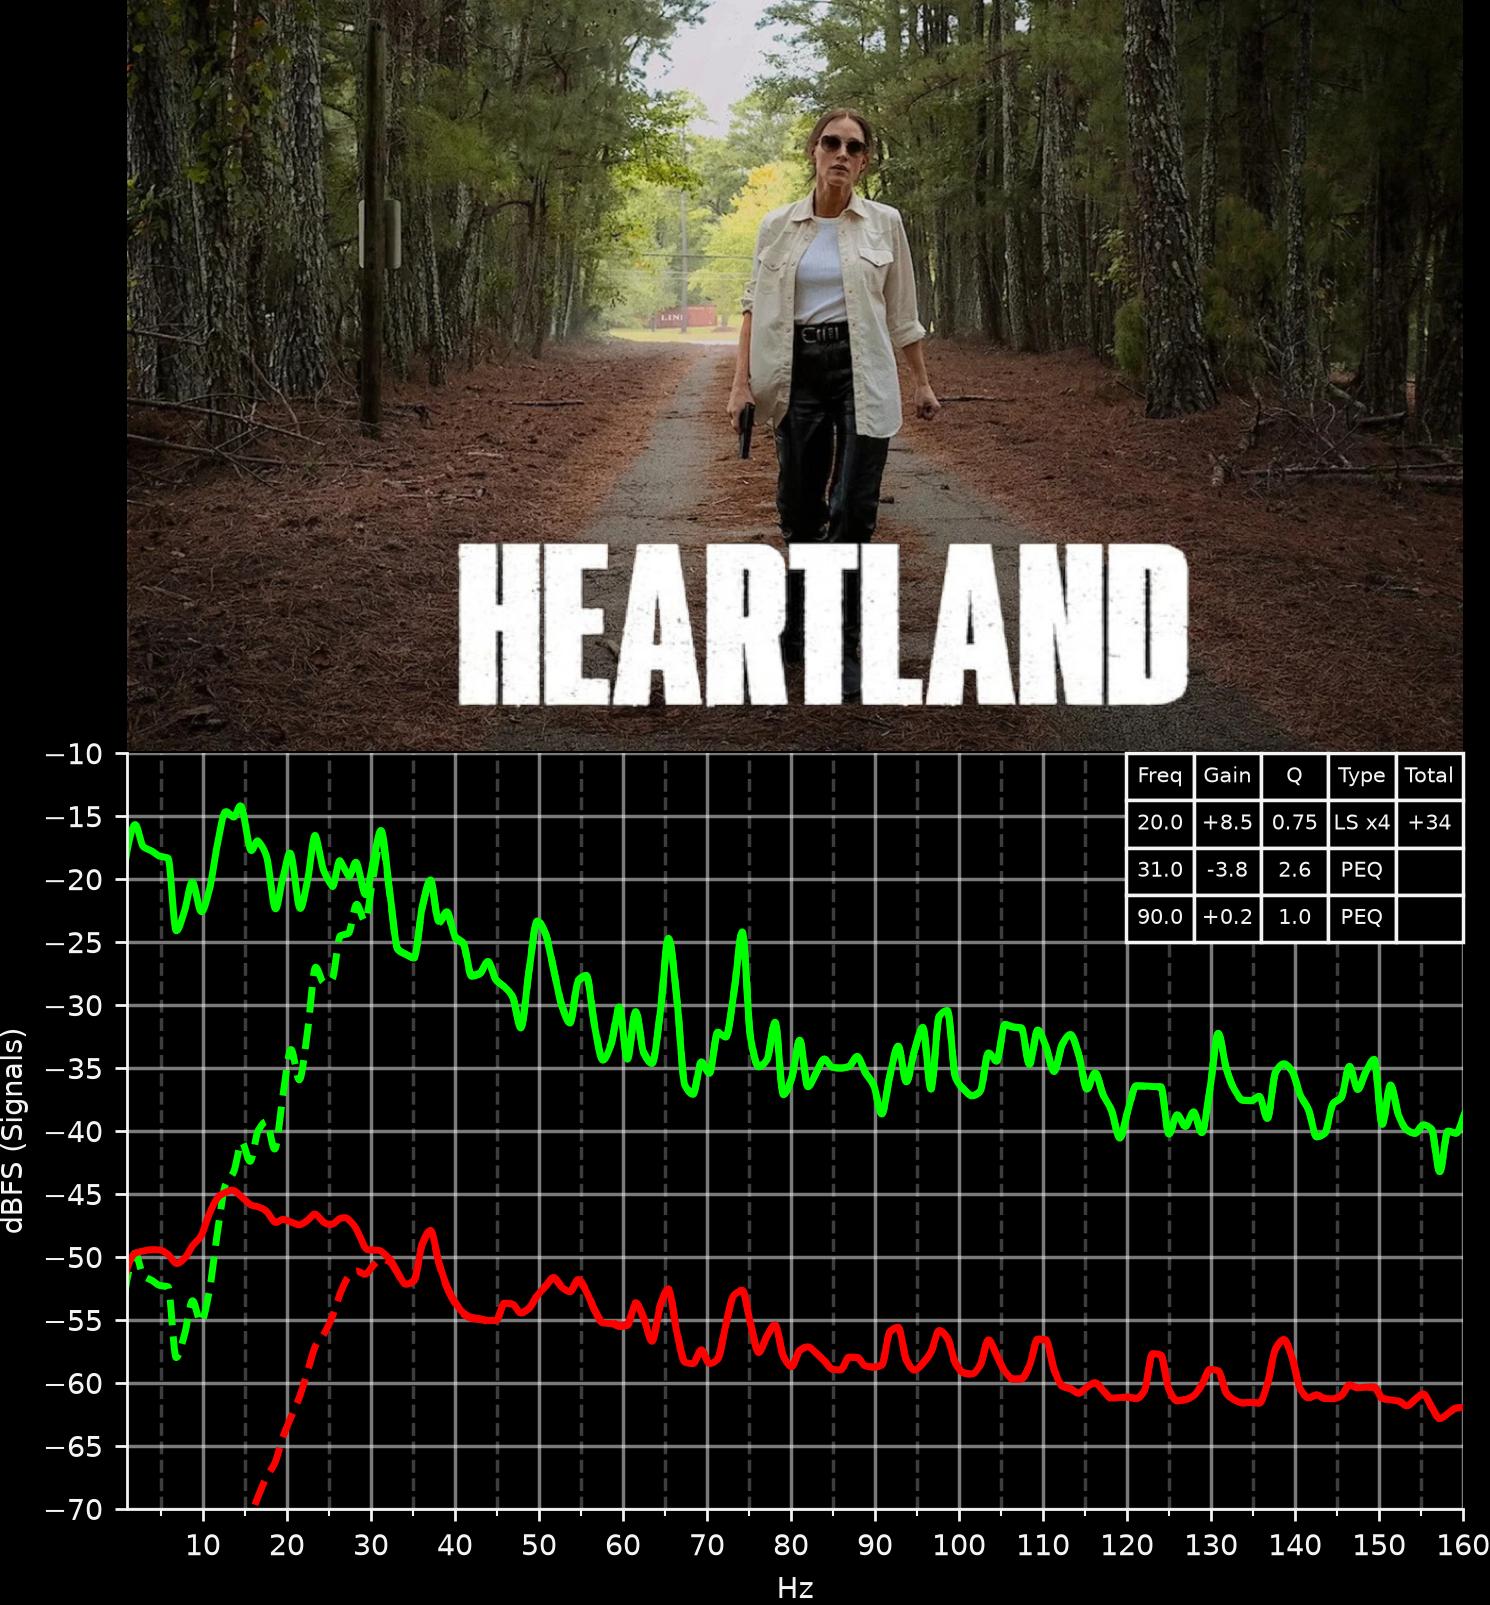 LINI
HEARTLAND
Freq Gain Q Type Total
20.0 +8.5 0.75 LS x4 +34
31.0 -3.8 2.6 PEQ
90.0 +0.2 1.0 PEQ
−10
−15
−20
−25
−30
−35
−40
−45
−50
−55
−60
−65
−70
dBFS (Signals)
10 20 30 40 50 60 70 80 90 100 110 120 130 140 150 160
Hz